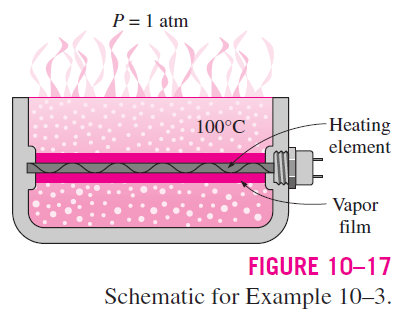 P = 1 atm
100°C
Heating
element
Vapor
film
FIGURE 10–17
Schematic for Example 10–3.